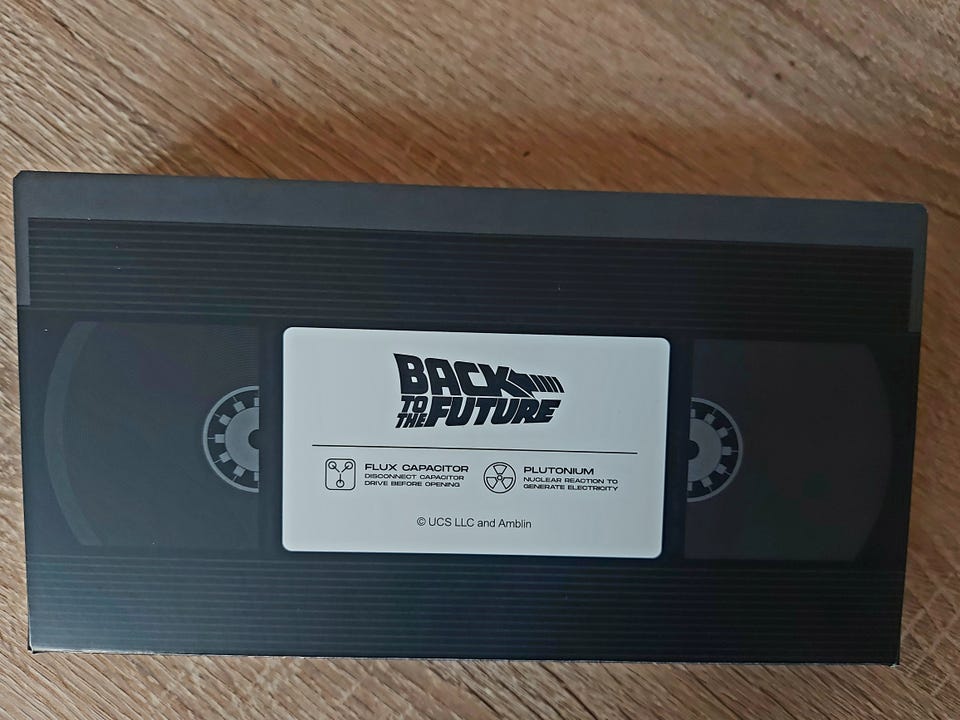 BACK
TO THE FUTURE
FLUX CAPACITOR
DISCONNECT CAPACITOR
DRIVE BEFORE OPENING
PLUTONIUM
NUCLEAR REACTION TO
GENERATE ELECTRICITY
© UCS LLC and Amblin